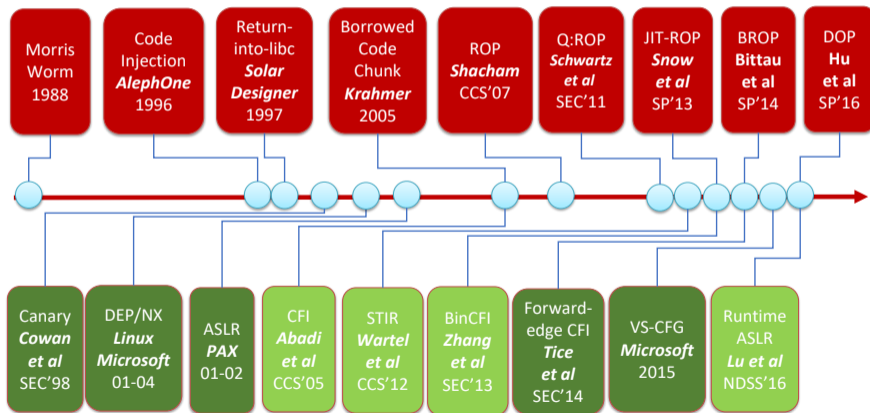 Morris
Worm
1988
Code
Injection
AlephOne
1996
Return-
into-libc
Solar
Designer
1997
Borrowed
Code
Chunk
Krahmer
2005
ROP
Shacham
CCS'07
Q:ROP
Schwartz
et al
SEC'11
JIT-ROP
Snow
et al
SP'13
BROP
Bittau
et al
SP'14
DOP
Hu
et al
SP'16
Canary
Cowan
et al
SEC'98
DEP/NX
Linux
Microsoft
01-04
ASLR
PAX
01-02
CFI
Abadi
et al
CCS'05
STIR
Wartel
et al
CCS'12
BinCFI
Zhang
et al
SEC'13
Forward-
edge CFI
Tice
et al
SEC'14
VS-CFG
Microsoft
2015
Runtime
ASLR
Lu et al
NDSS'16